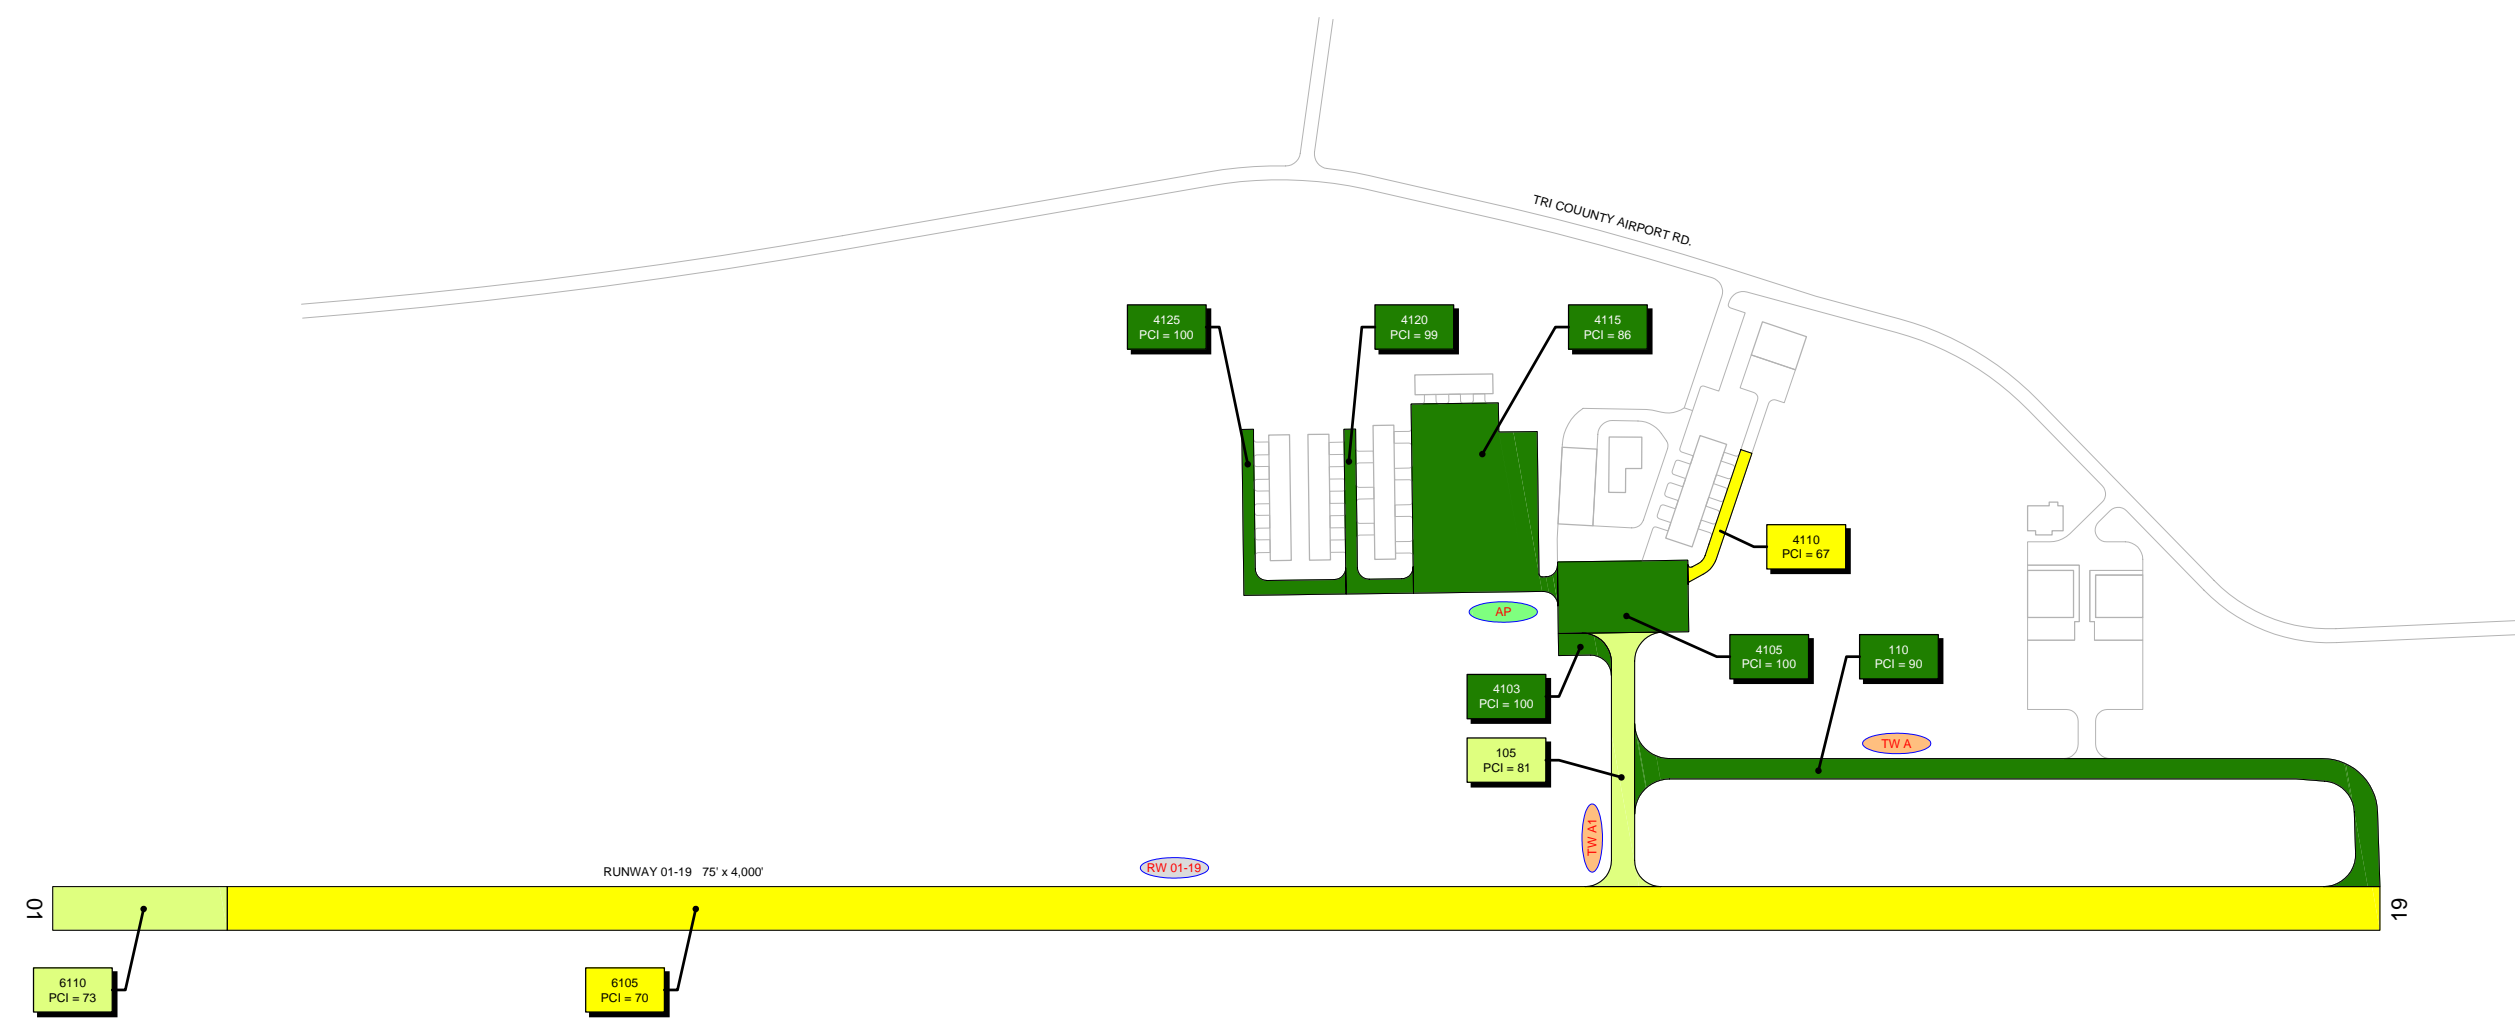 TRI COUUNTY AIRPORT RD.
4125
PCI = 100
4120
PCI = 99
4115
PCI = 86
4110
PCI = 67
AP
4105
PCI = 100
110
PCI = 90
4103
PCI = 100
105
PCI = 81
TW A
TW A1
RUNWAY 01-19 75' x 4,000'
RW 01-19
01
19
6110
PCI = 73
6105
PCI = 70